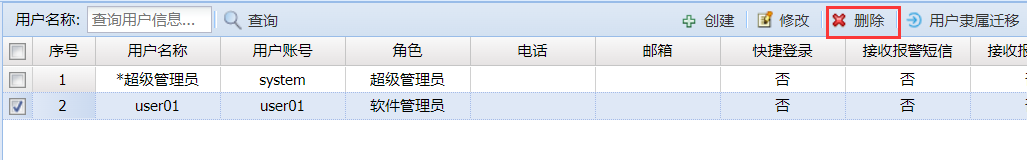 用户名称: 查询用户信息... 查询 创建 修改 删除 用户隶属迁移
序号 用户名称 用户账号 角色 电话 邮箱 快捷登录 接收报警短信 接收报
1 *超级管理员 system 超级管理员 否 否
2 user01 user01 软件管理员 否 否